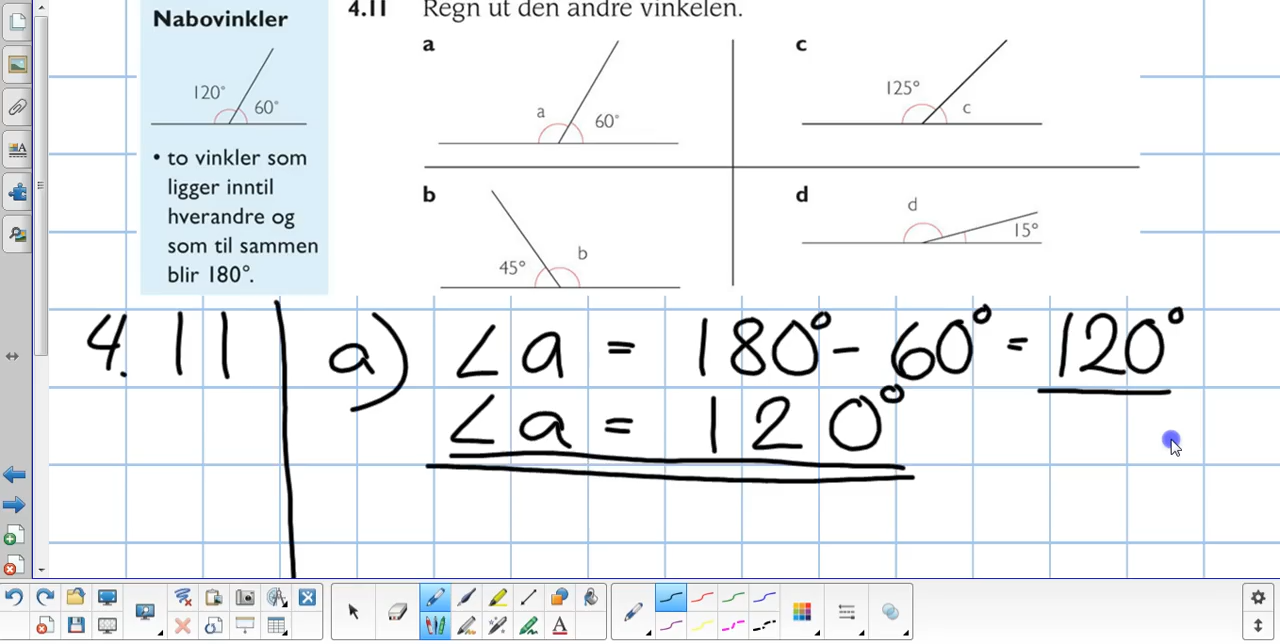 Nabovinkler
120°
60°
• to vinkler som
ligger inntil
hverandre og
som til sammen
blir 180°.
4.11 Regn ut den andre vinkelen.
a
a
60°
c
125°
c
b
45°
b
d
d
15°
4.11 a) ∠a = 180° - 60° = 120°
∠a = 120°